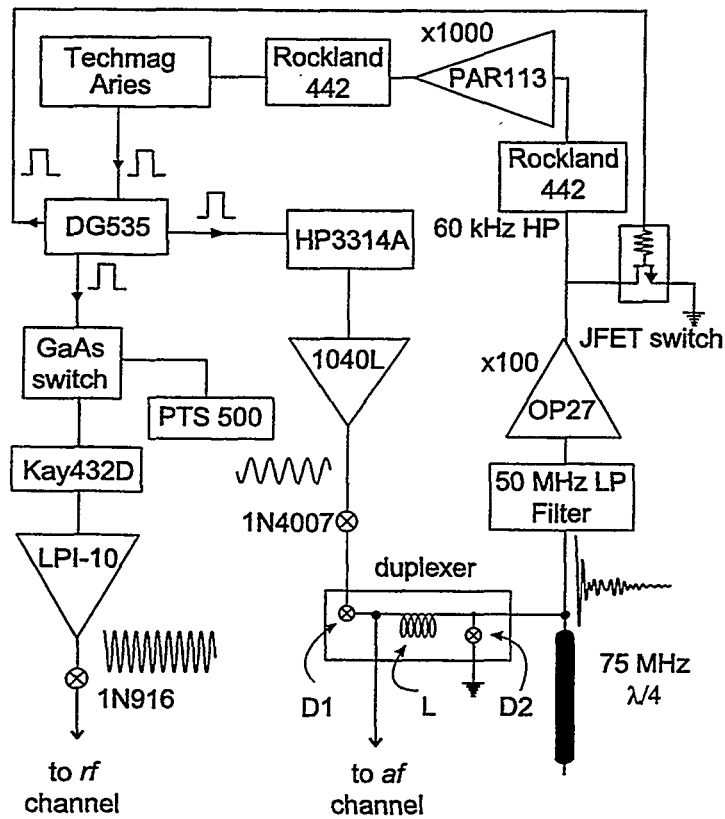 x1000
Techmag
Aries
Rockland
442
PAR113
Rockland
442
DG535
HP3314A
60 kHz HP
JFET switch
GaAs
switch
PTS 500
1040L
x100
OP27
Kay432D
50 MHz LP
Filter
1N4007
LPI-10
duplexer
1N916
D1
L
D2
75 MHz
λ/4
to rf
channel
to af
channel